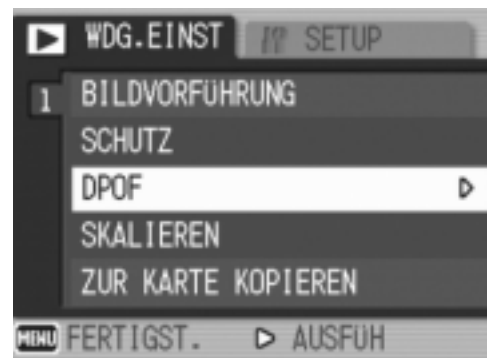 WDG.EINST SETUP
1 BILDVORFÜHRUNG
SCHUTZ
DPOF
SKALIEREN
ZUR KARTE KOPIEREN
MENU FERTIGST. AUSFÜH